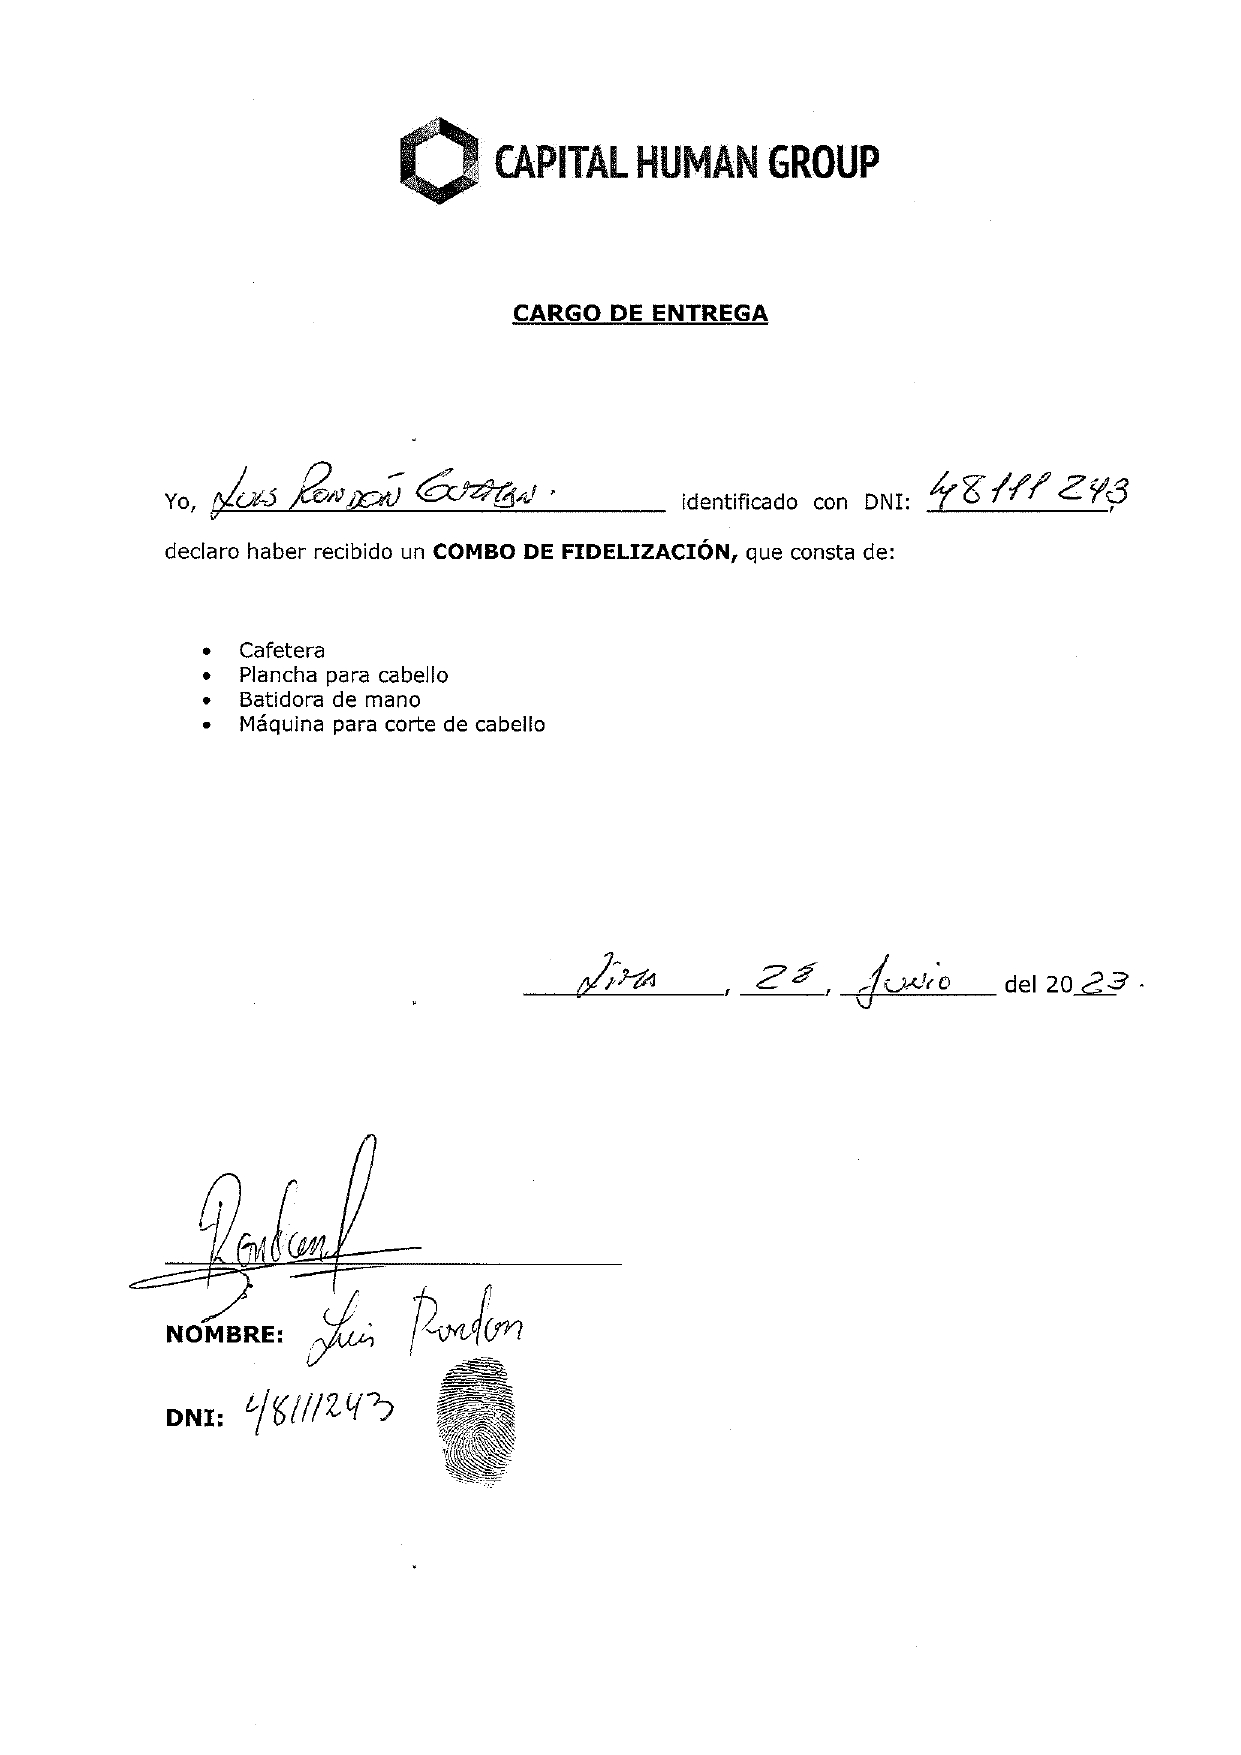 CAPITAL HUMAN GROUP
CARGO DE ENTREGA
Yo, Luis Rondón Guzman. identificado con DNI: 48111243,
declaro haber recibido un COMBO DE FIDELIZACIÓN, que consta de:
• Cafetera
• Plancha para cabello
• Batidora de mano
• Máquina para corte de cabello
Lima, 28, Junio del 2023.
Rondon
NOMBRE: Luis Rondon
DNI: 48111243